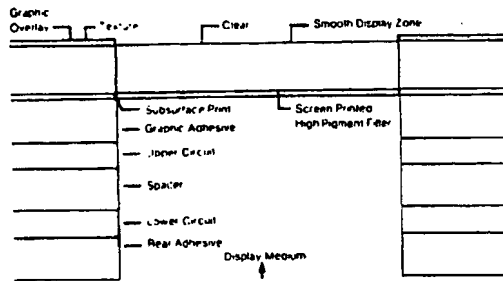 Graphic
Overlay
Texture
Clear
Smooth Display Zone
Subsurface Print
Screen Printed
High Pigment Filter
Graphic Adhesive
Upper Circuit
Spacer
Lower Circuit
Rear Adhesive
Display Medium